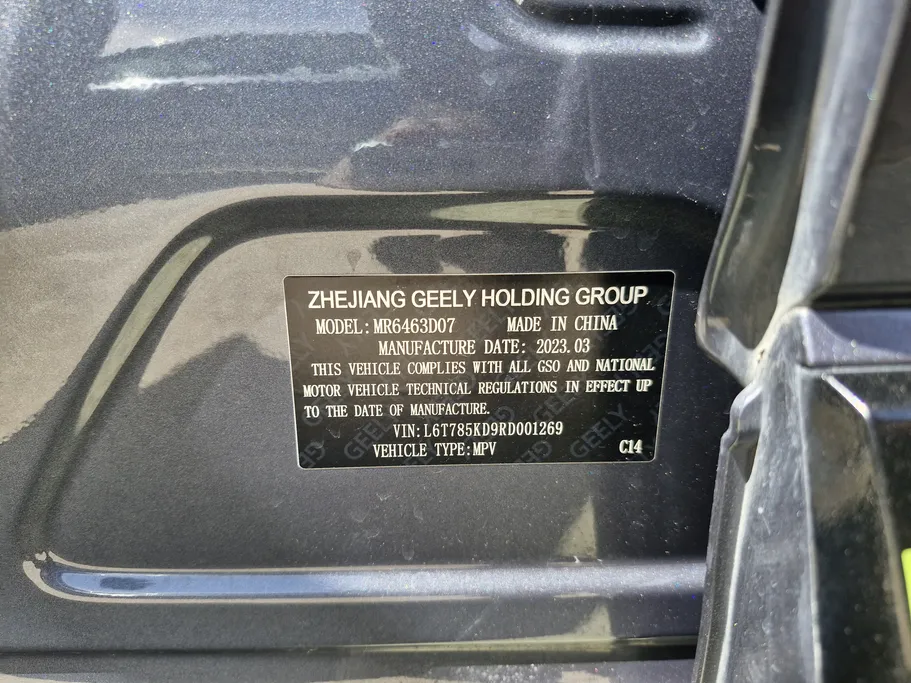 ZHEJIANG GEELY HOLDING GROUP
MODEL: MR6463D07 MADE IN CHINA
MANUFACTURE DATE: 2023.03
THIS VEHICLE COMPLIES WITH ALL GSO AND NATIONAL
MOTOR VEHICLE TECHNICAL REGULATIONS IN EFFECT UP
TO THE DATE OF MANUFACTURE.
VIN: L6T785KD9RD001269
VEHICLE TYPE: MPV C14
GEELY
GEELY